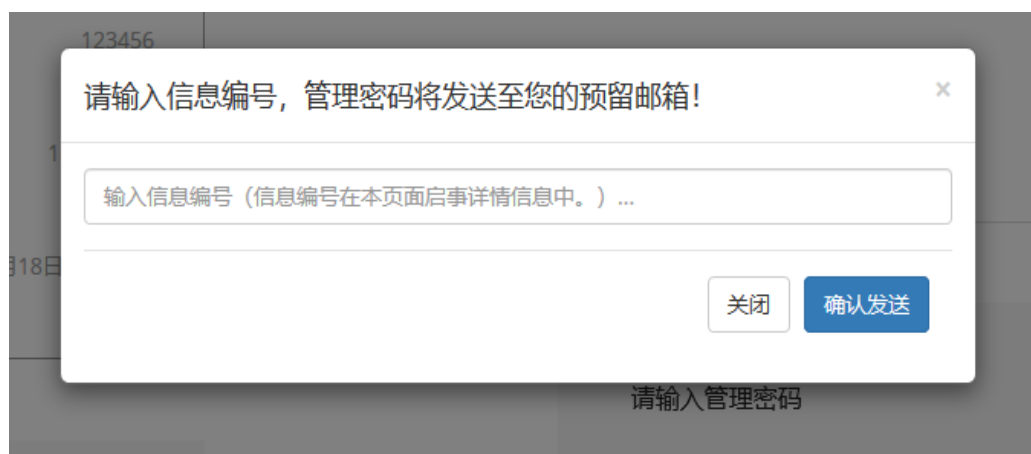 123456
请输入信息编号，管理密码将发送至您的预留邮箱！
×
1
输入信息编号（信息编号在本页面启事详情信息中。）...
月18日
关闭
确认发送
请输入管理密码